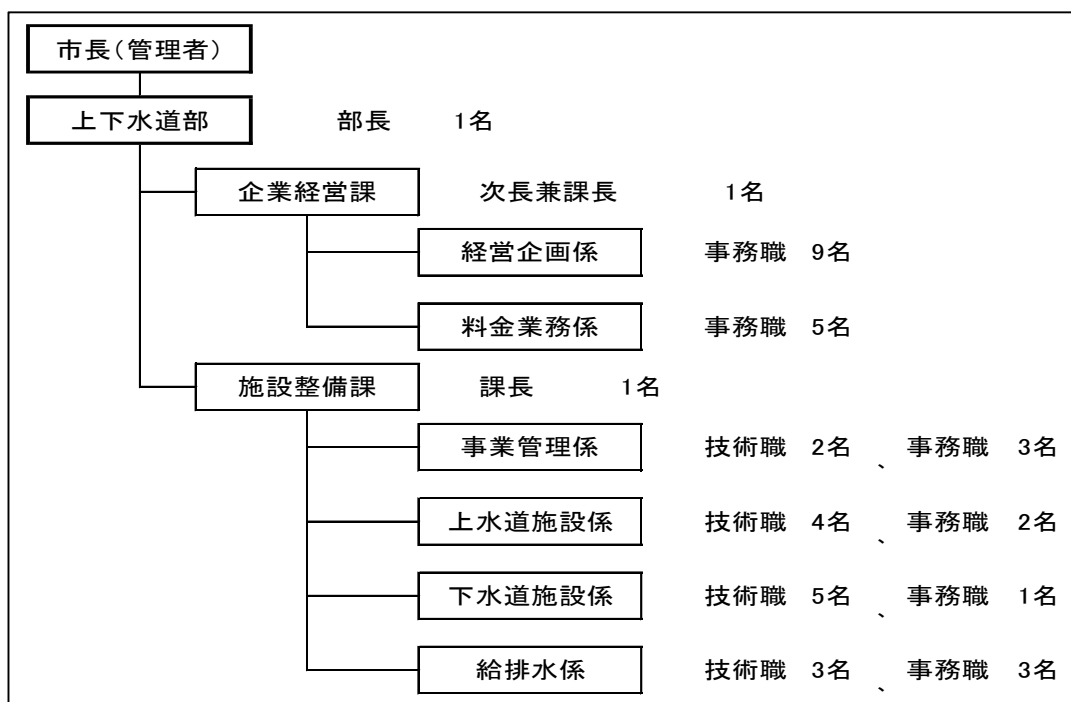 市長(管理者)
上下水道部 部長 1名
企業経営課 次長兼課長 1名
経営企画係 事務職 9名
料金業務係 事務職 5名
施設整備課 課長 1名
事業管理係 技術職 2名、事務職 3名
上水道施設係 技術職 4名、事務職 2名
下水道施設係 技術職 5名、事務職 1名
給排水係 技術職 3名、事務職 3名